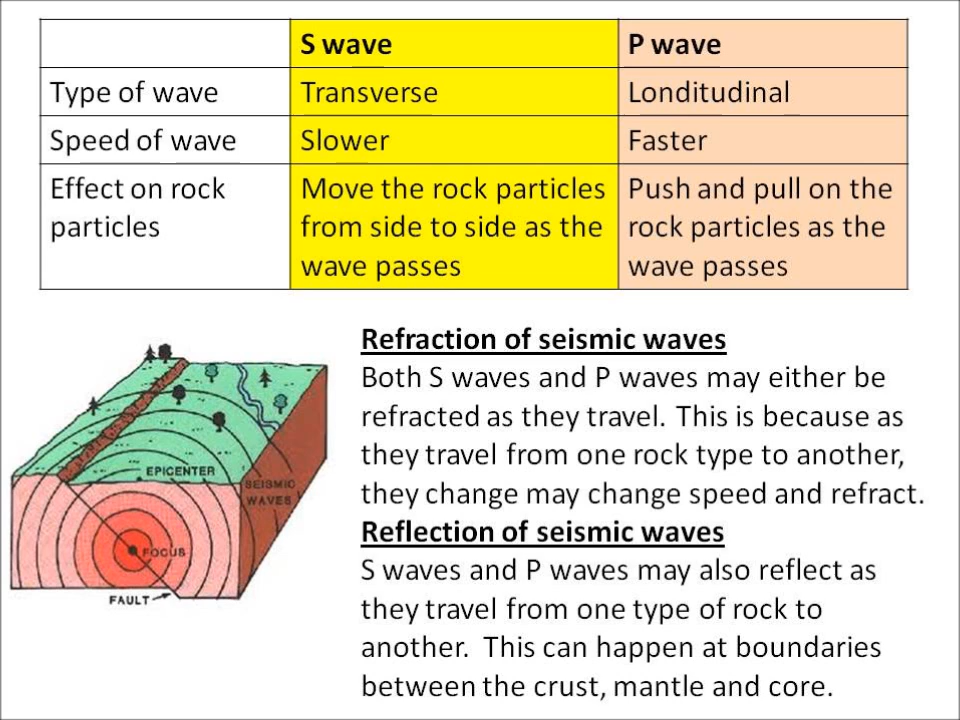 S wave
P wave
Type of wave
Transverse
Londitudinal
Speed of wave
Slower
Faster
Effect on rock
particles
Move the rock particles
from side to side as the
wave passes
Push and pull on the
rock particles as the
wave passes
Refraction of seismic waves
Both S waves and P waves may either be
refracted as they travel. This is because as
they travel from one rock type to another,
they change may change speed and refract.
Reflection of seismic waves
S waves and P waves may also reflect as
they travel from one type of rock to
another.  This can happen at boundaries
between the crust, mantle and core.
EPICENTER
SEISMIC
WAVES
FOCUS
FAULT